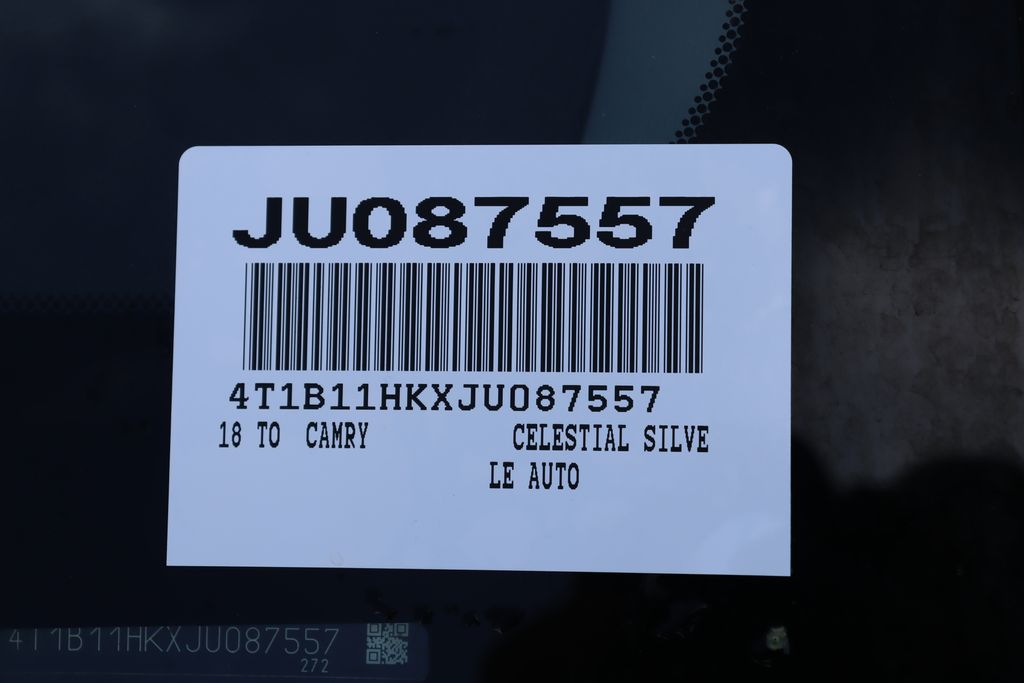 JU087557
4T1B11HKXJU087557
18 TO CAMRY CELESTIAL SILVE
LE AUTO
4T1B11HKXJU087557
272